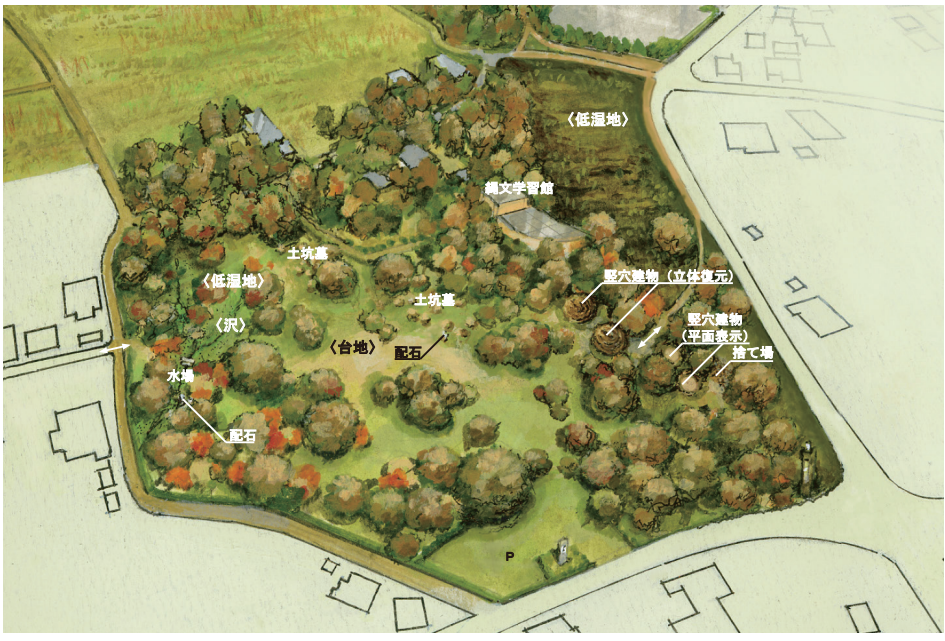 〈低湿地〉
縄文学習館
土坑墓
〈低湿地〉
竪穴建物（立体復元）
土坑墓
〈沢〉
竪穴建物
（平面表示）
〈台地〉
配石
捨て場
水場
配石
P